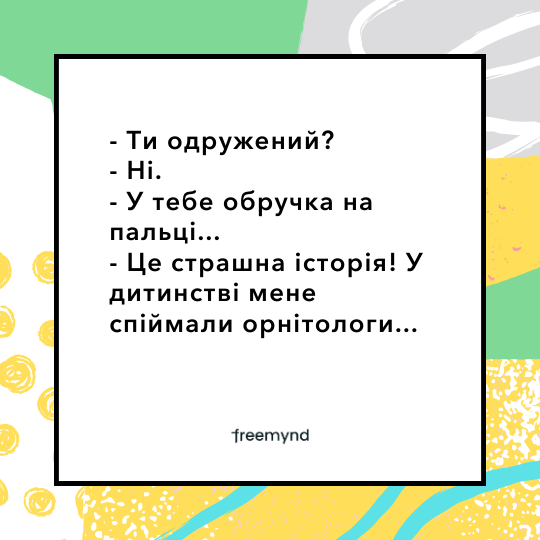 - Ти одружений?
- Ні.
- У тебе обручка на
пальці...
- Це страшна історія! У
дитинстві мене
спіймали орнітологи...
freemynd